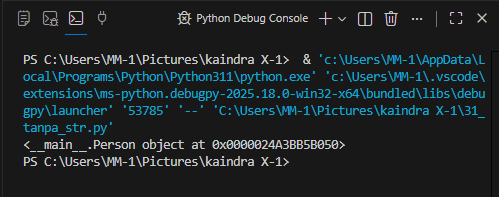 Python Debug Console
PS C:\Users\MM-1\Pictures\kaindra X-1>  & 'c:\Users\MM-1\AppData\L
ocal\Programs\Python\Python311\python.exe' 'c:\Users\MM-1\.vscode\
extensions\ms-python.debugpy-2025.18.0-win32-x64\bundled\libs\debu
gpy\launcher' '53785' '--' 'C:\Users\MM-1\Pictures\kaindra X-1\31_
tanpa_str.py'
<__main__.Person object at 0x0000024A3BB5B050>
PS C:\Users\MM-1\Pictures\kaindra X-1>